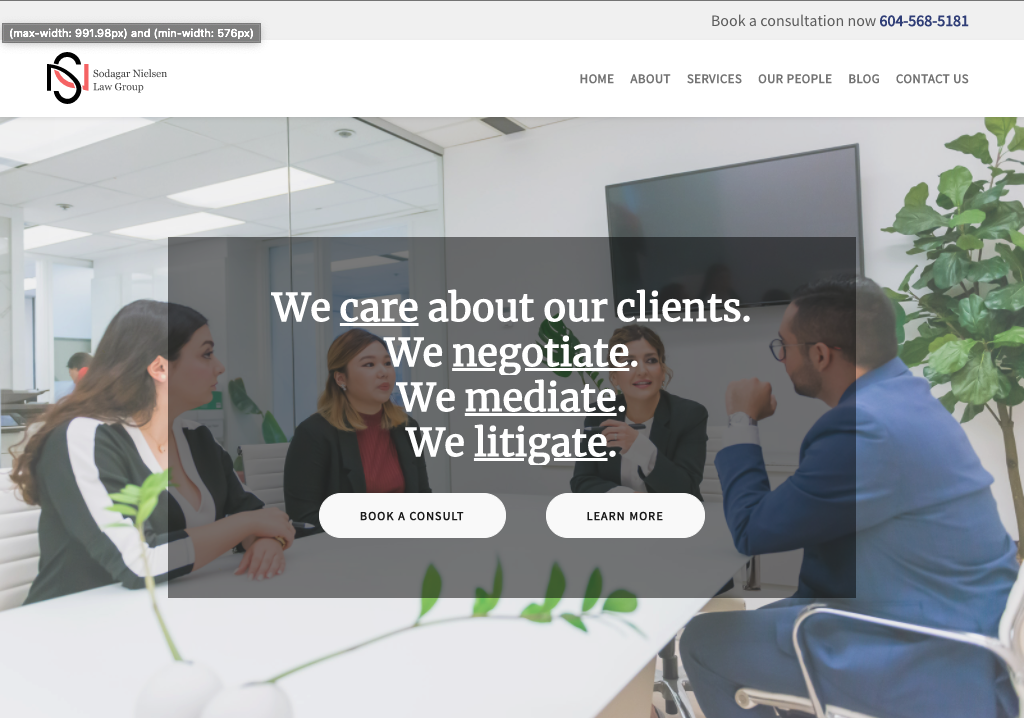 Book a consultation now 604-568-5181
(max-width: 991.98px) and (min-width: 576px)
Sodagar Nielsen
Law Group
HOME ABOUT SERVICES OUR PEOPLE BLOG CONTACT US
We care about our clients.
We negotiate.
We mediate.
We litigate.
BOOK A CONSULT LEARN MORE